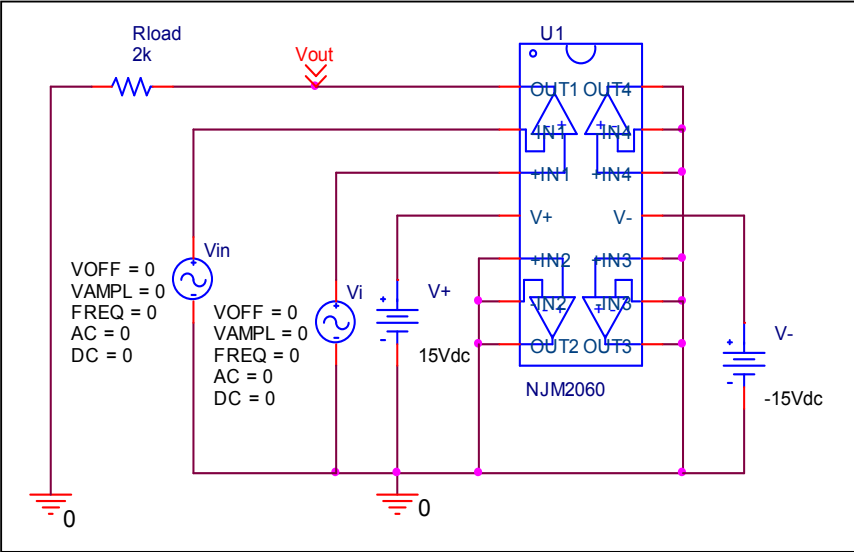 Rload
2k
Vout
U1
OUT1
OUT4
-IN1
-IN4
+IN1
+IN4
V+
V-
+IN2
+IN3
-IN2
-IN3
OUT2
OUT3
NJM2060
Vin
VOFF = 0
VAMPL = 0
FREQ = 0
AC = 0
DC = 0
Vi
VOFF = 0
VAMPL = 0
FREQ = 0
AC = 0
DC = 0
V+
15Vdc
V-
-15Vdc
0
0